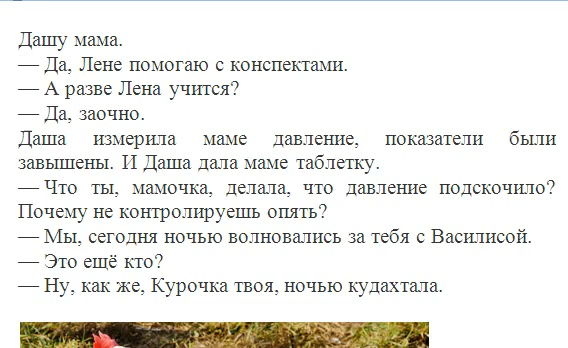 Дашу мама.
— Да, Лене помогаю с конспектами.
— А разве Лена учится?
— Да, заочно.
Даша измерила маме давление, показатели были
завышены. И Даша дала маме таблетку.
— Что ты, мамочка, делала, что давление подскочило?
Почему не контролируешь опять?
— Мы, сегодня ночью волновались за тебя с Василисой.
— Это ещё кто?
— Ну, как же, Курочка твоя, ночью кудахтала.